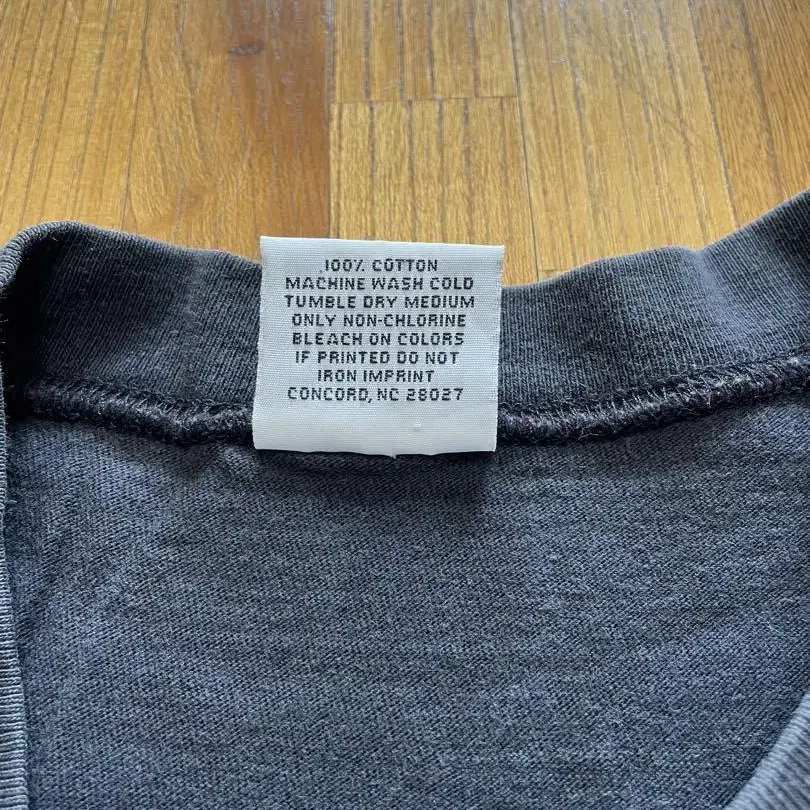 100% COTTON
MACHINE WASH COLD
TUMBLE DRY MEDIUM
ONLY NON-CHLORINE
BLEACH ON COLORS
IF PRINTED DO NOT
IRON IMPRINT
CONCORD, NC 28027